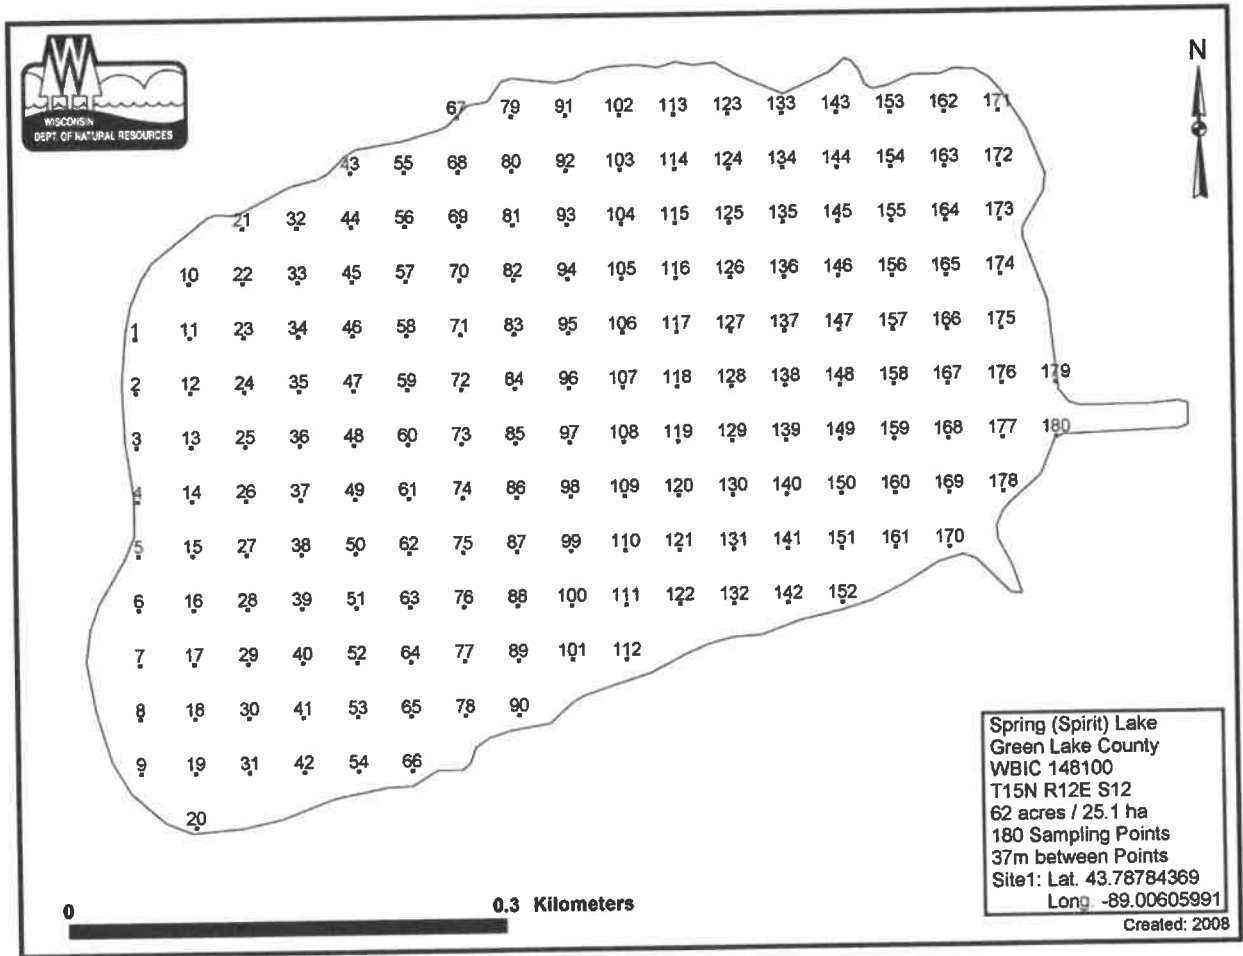 W
WISCONSIN
DEPT OF NATURAL RESOURCES
N
67 79 91 102 113 123 133 143 153 162 171
43 55 68 80 92 103 114 124 134 144 154 163 172
21 32 44 56 69 81 93 104 115 125 135 145 155 164 173
10 22 33 45 57 70 82 94 105 116 126 136 146 156 165 174
1 11 23 34 46 58 71 83 95 106 117 127 137 147 157 166 175
2 12 24 35 47 59 72 84 96 107 118 128 138 148 158 167 176 179
3 13 25 36 48 60 73 85 97 108 119 129 139 149 159 168 177 180
4 14 26 37 49 61 74 86 98 109 120 130 140 150 160 169 178
5 15 27 38 50 62 75 87 99 110 121 131 141 151 161 170
6 16 28 39 51 63 76 88 100 111 122 132 142 152
7 17 29 40 52 64 77 89 101 112
8 18 30 41 53 65 78 90
9 19 31 42 54 66
20
Spring (Spirit) Lake
Green Lake County
WBIC 148100
T15N R12E S12
62 acres / 25.1 ha
180 Sampling Points
37m between Points
Site1: Lat. 43.78784369
Long. -89.00605991
0 0.3 Kilometers
Created: 2008